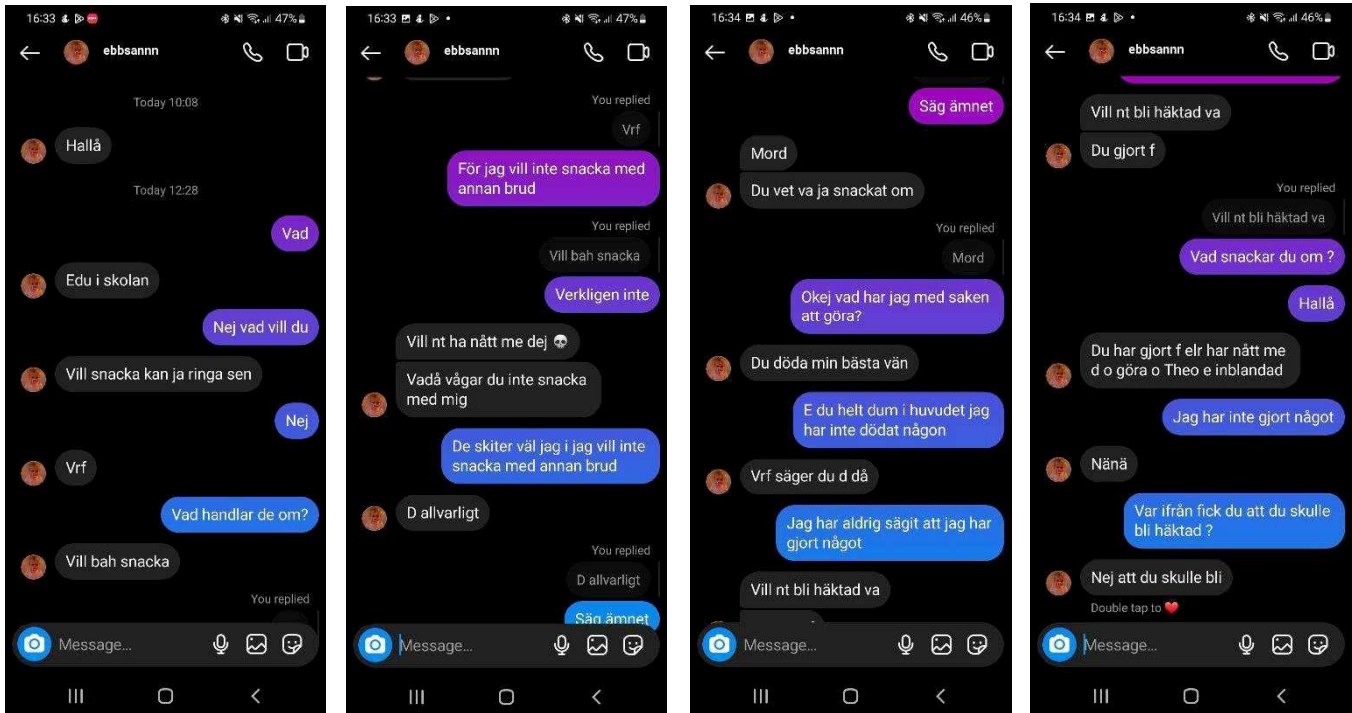 16:33
47%
ebbsannn
Today 10:08
Hallå
Today 12:28
Vad
Edu i skolan
Nej vad vill du
Vill snacka kan ja ringa sen
Nej
Vrf
Vad handlar de om?
Vill bah snacka
You replied
Message...
16:33
47%
ebbsannn
You replied
Vrf
För jag vill inte snacka med
annan brud
You replied
Vill bah snacka
Verkligen inte
Vill nt ha nått me dej 💀
Vadå vågar du inte snacka
med mig
De skiter väl jag i jag vill inte
snacka med annan brud
D allvarligt
You replied
D allvarligt
Säg ämnet
Message...
16:34
46%
ebbsannn
Säg ämnet
Mord
Du vet va ja snackat om
You replied
Mord
Okej vad har jag med saken
att göra?
Du döda min bästa vän
E du helt dum i huvudet jag
har inte dödat någon
Vrf säger du d då
Jag har aldrig sägit att jag har
gjort något
Vill nt bli häktad va
Message...
16:34
46%
ebbsannn
Vill nt bli häktad va
Du gjort f
You replied
Vill nt bli häktad va
Vad snackar du om ?
Hallå
Du har gjort f elr har nått me
d o göra o Theo e inblandad
Jag har inte gjort något
Nänä
Var ifrån fick du att du skulle
bli häktad ?
Nej att du skulle bli
Double tap to ❤️
Message...